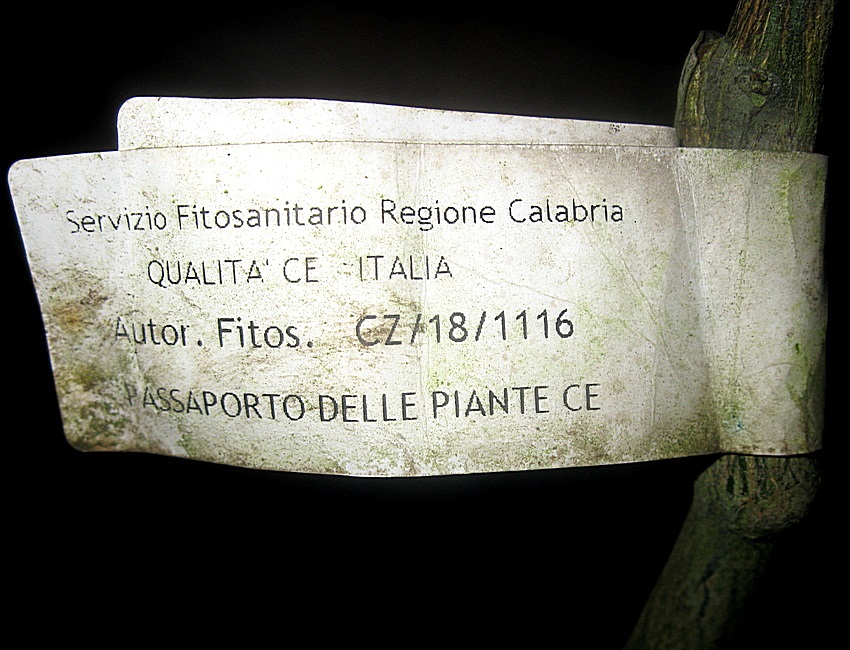 Servizio Fitosanitario Regione Calabria
QUALITA' CE ITALIA
Autor. Fitos. CZ/18/1116
PASSAPORTO DELLE PIANTE CE